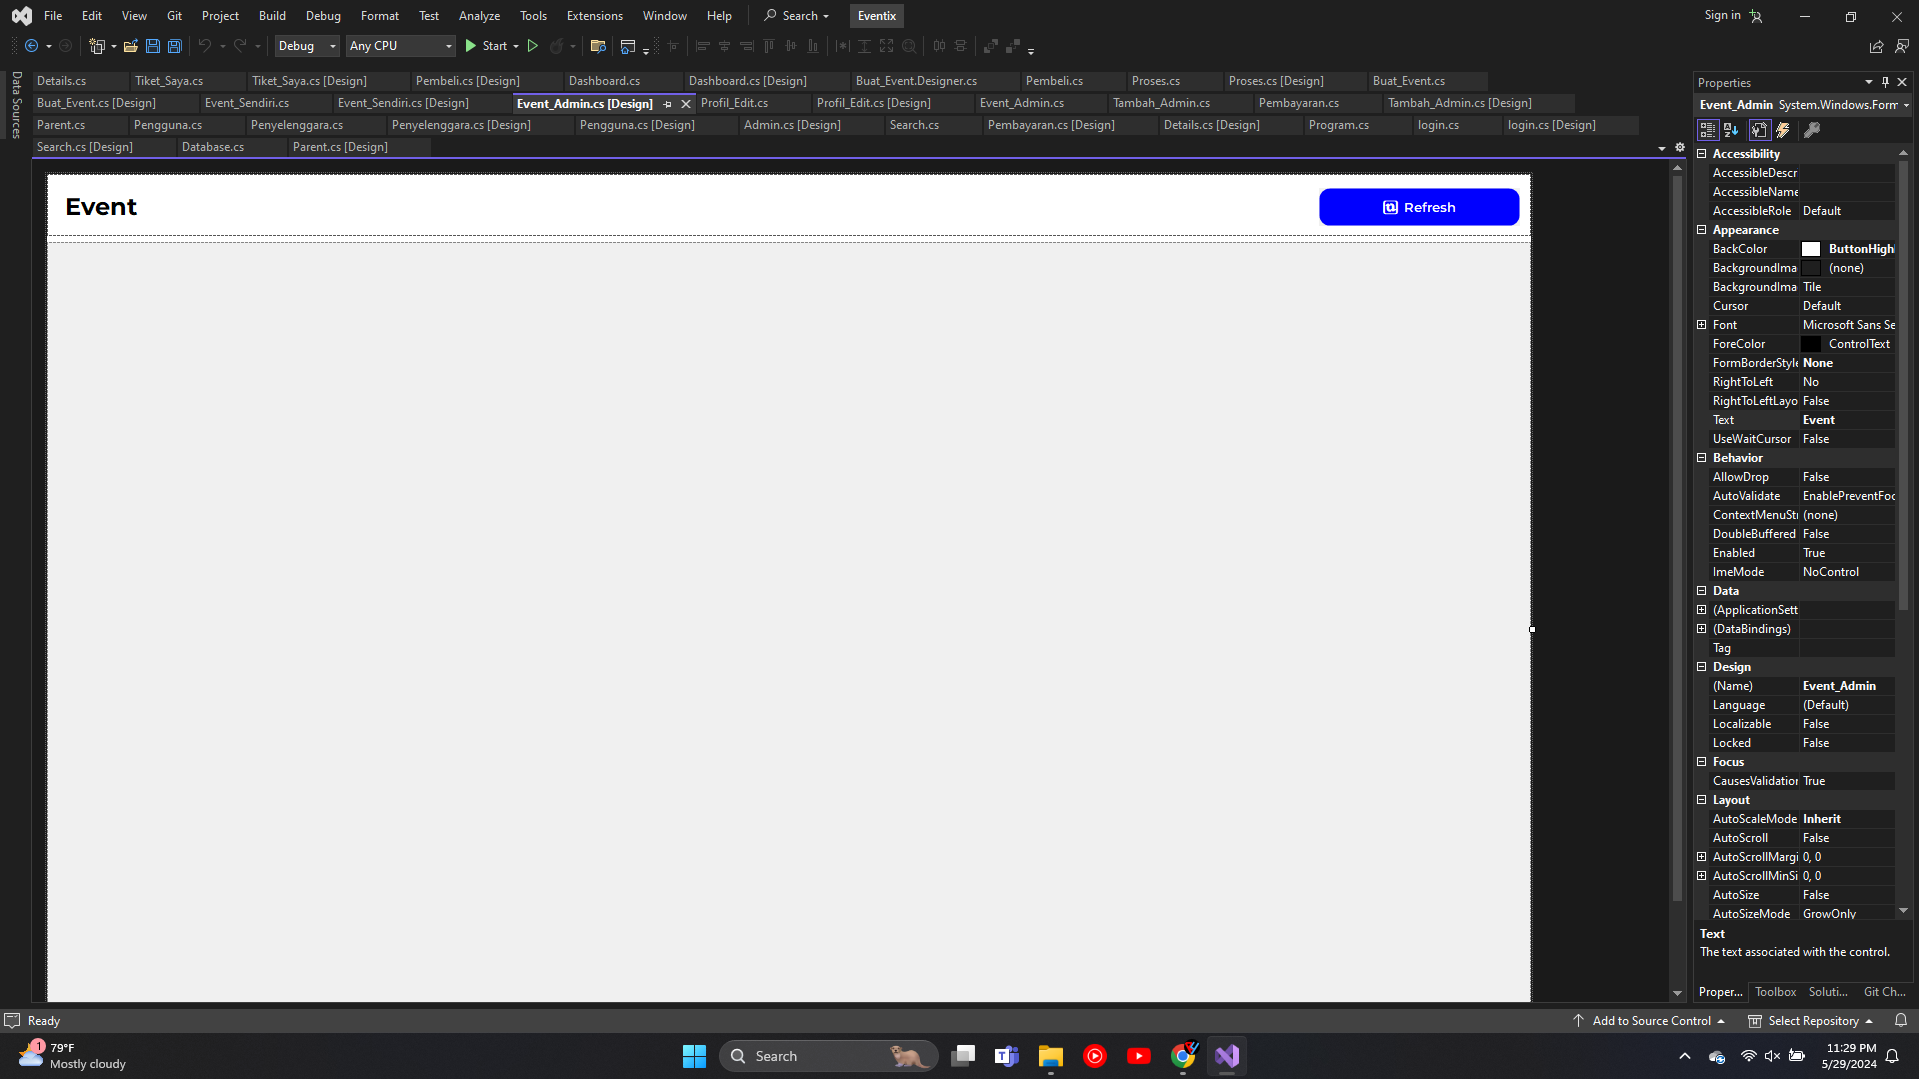 File Edit View Git Project Build Debug Format Test Analyze Tools Extensions Window Help Search Eventix Sign in
Debug Any CPU Start
Data Sources
Details.cs Tiket_Saya.cs Tiket_Saya.cs [Design] Pembeli.cs [Design] Dashboard.cs Dashboard.cs [Design] Buat_Event.Designer.cs Pembeli.cs Proses.cs Proses.cs [Design] Buat_Event.cs
Buat_Event.cs [Design] Event_Sendiri.cs Event_Sendiri.cs [Design] Event_Admin.cs [Design] Profil_Edit.cs Profil_Edit.cs [Design] Event_Admin.cs Tambah_Admin.cs Pembayaran.cs Tambah_Admin.cs [Design]
Parent.cs Pengguna.cs Penyelenggara.cs Penyelenggara.cs [Design] Pengguna.cs [Design] Admin.cs [Design] Search.cs Pembayaran.cs [Design] Details.cs [Design] Program.cs login.cs login.cs [Design]
Search.cs [Design] Database.cs Parent.cs [Design]
Event
Refresh
Properties
Event_Admin System.Windows.Form
Accessibility
AccessibleDescr
AccessibleName
AccessibleRole Default
Appearance
BackColor ButtonHighl
BackgroundIma (none)
BackgroundIma Tile
Cursor Default
Font Microsoft Sans Se
ForeColor ControlText
FormBorderStyle None
RightToLeft No
RightToLeftLayo False
Text Event
UseWaitCursor False
Behavior
AllowDrop False
AutoValidate EnablePreventFoc
ContextMenuStr (none)
DoubleBuffered False
Enabled True
ImeMode NoControl
Data
(ApplicationSett
(DataBindings)
Tag
Design
(Name) Event_Admin
Language (Default)
Localizable False
Locked False
Focus
CausesValidation True
Layout
AutoScaleMode Inherit
AutoScroll False
AutoScrollMargi 0, 0
AutoScrollMinSi 0, 0
AutoSize False
AutoSizeMode GrowOnly
Text
The text associated with the control.
Proper... Toolbox Soluti... Git Ch...
Ready Add to Source Control Select Repository
1
79°F
Mostly cloudy
Search
11:29 PM
5/29/2024